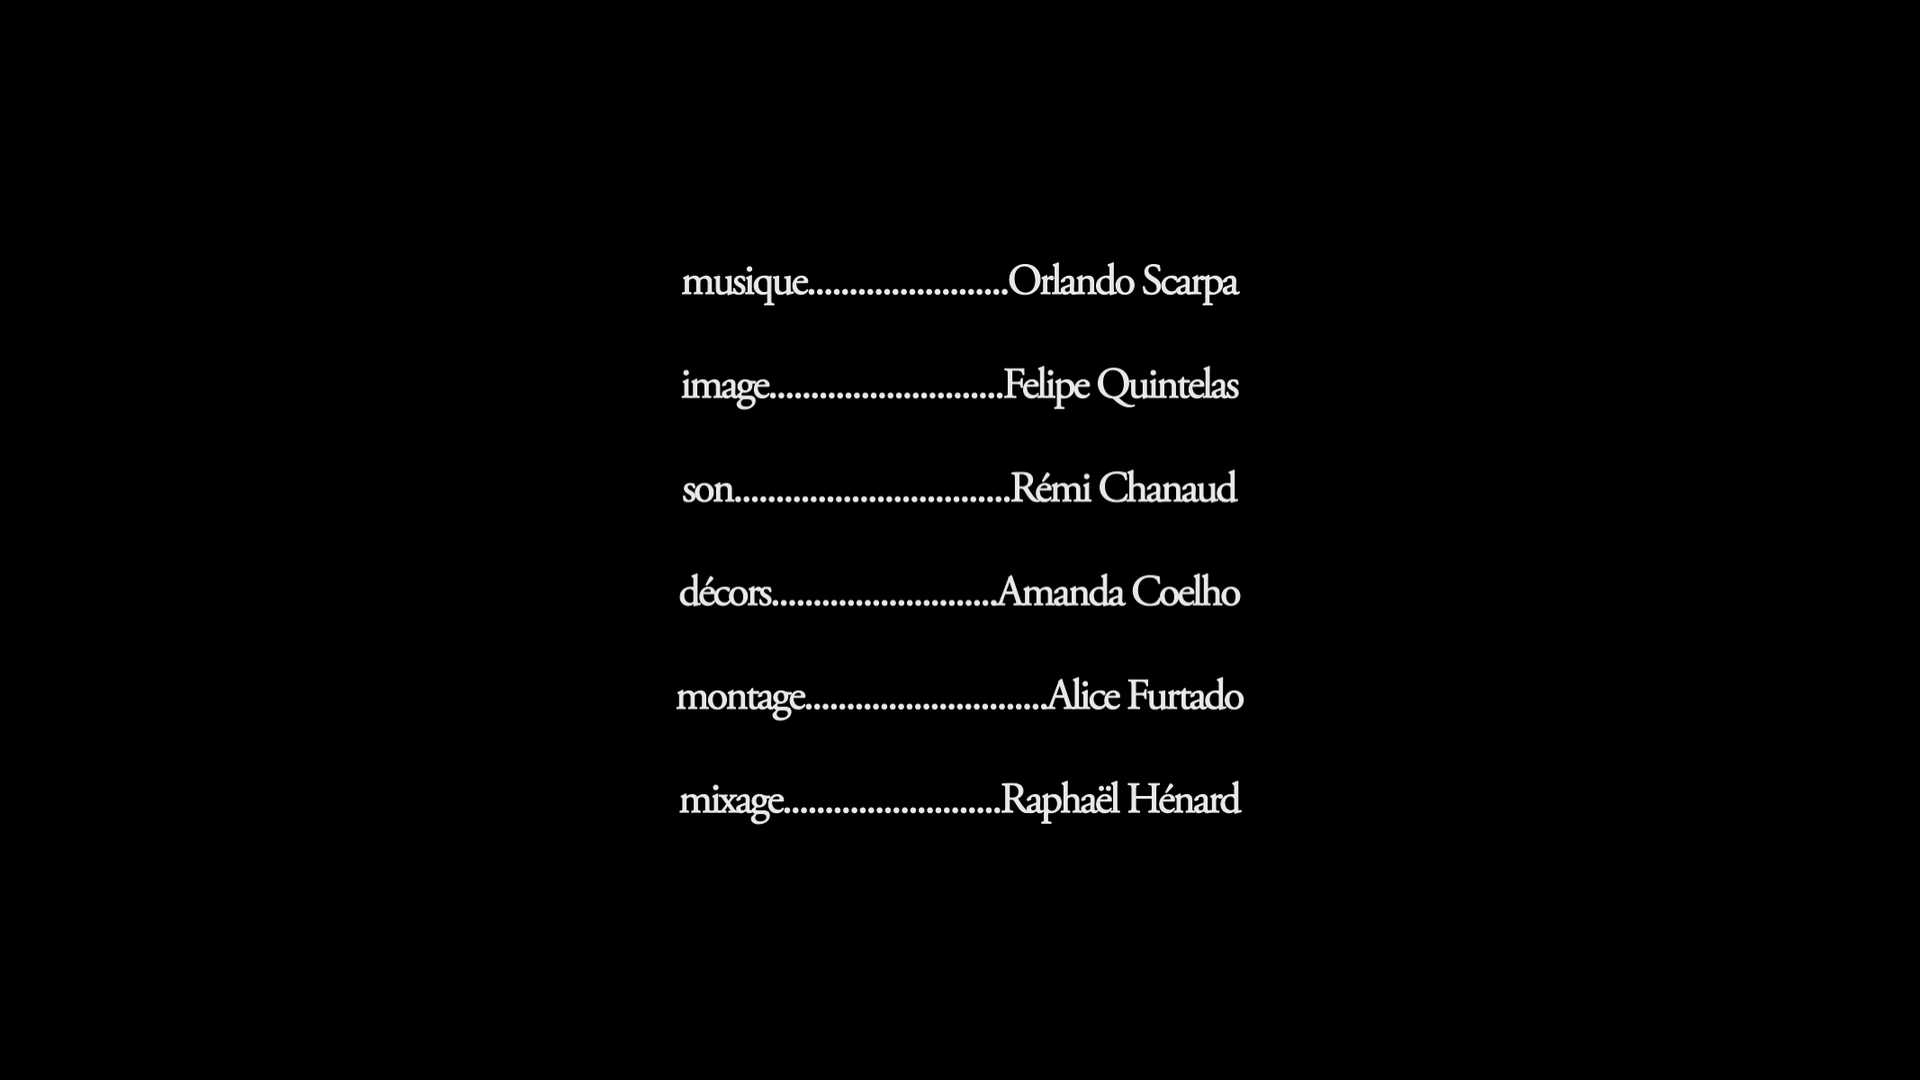 musique........................Orlando Scarpa
image............................Felipe Quintelas
son.................................Rémi Chanaud
décors...........................Amanda Coelho
montage.............................Alice Furtado
mixage..........................Raphaël Hénard